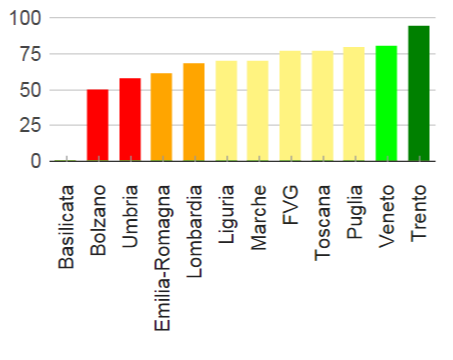 100
75
50
25
0
Basilicata
Bolzano
Umbria
Emilia-Romagna
Lombardia
Liguria
Marche
FVG
Toscana
Puglia
Veneto
Trento